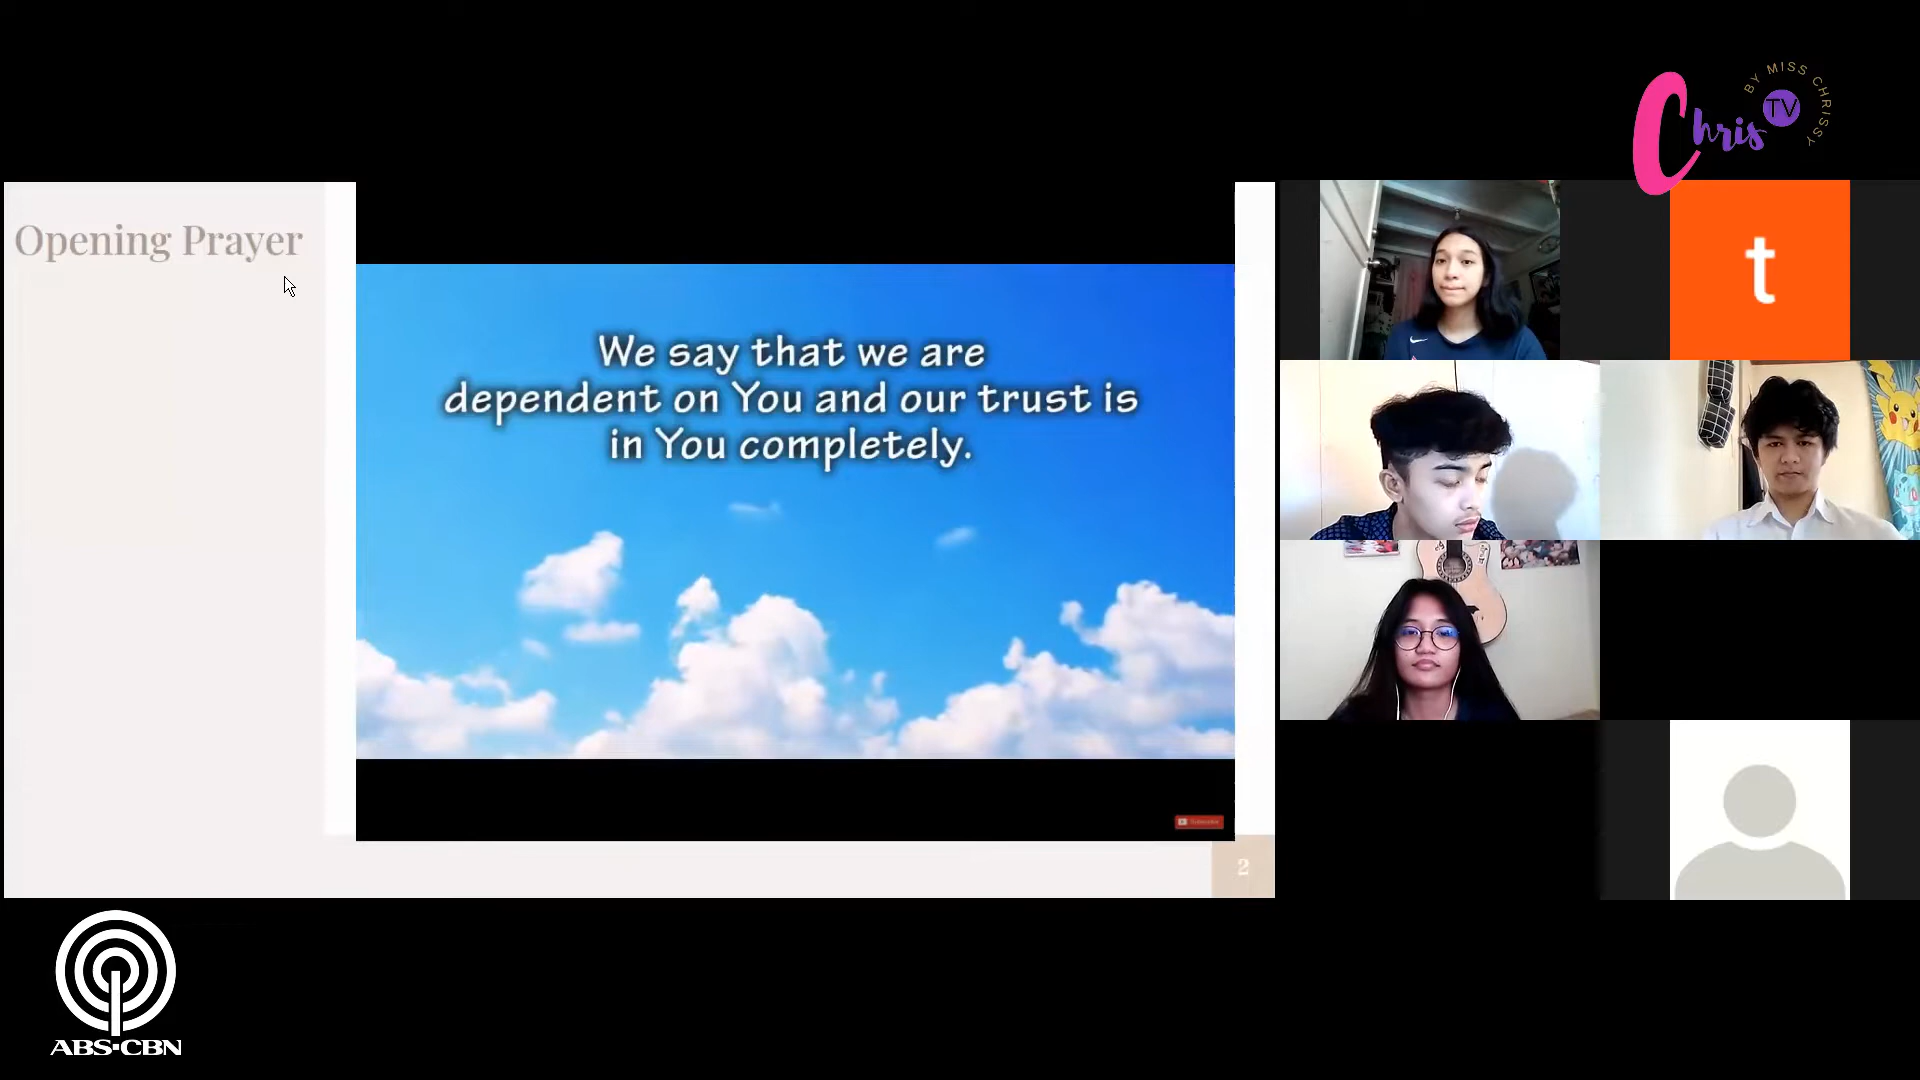 BY MISS CHRISSY
Chris TV
Opening Prayer
t
We say that we are
dependent on You and our trust is
in You completely.
Subscribe
2
ABS-CBN